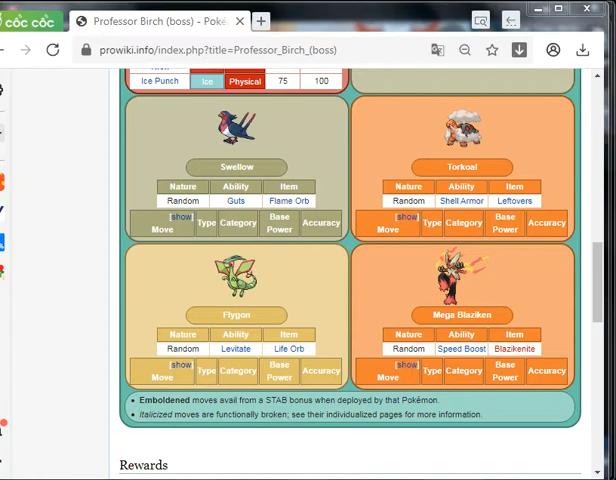 cốc cốc
Professor Birch (boss) - Poké
prowiki.info/index.php?title=Professor_Birch_(boss)
Ice Punch Ice Physical 75 100
Swellow
Nature Ability Item
Random Guts Flame Orb
[show]
Move Type Category Base Power Accuracy
Torkoal
Nature Ability Item
Random Shell Armor Leftovers
[show]
Move Type Category Base Power Accuracy
Flygon
Nature Ability Item
Random Levitate Life Orb
[show]
Move Type Category Base Power Accuracy
Mega Blaziken
Nature Ability Item
Random Speed Boost Blazikenite
[show]
Move Type Category Base Power Accuracy
• Emboldened moves avail from a STAB bonus when deployed by that Pokémon.
• Italicized moves are functionally broken; see their individualized pages for more information.
Rewards